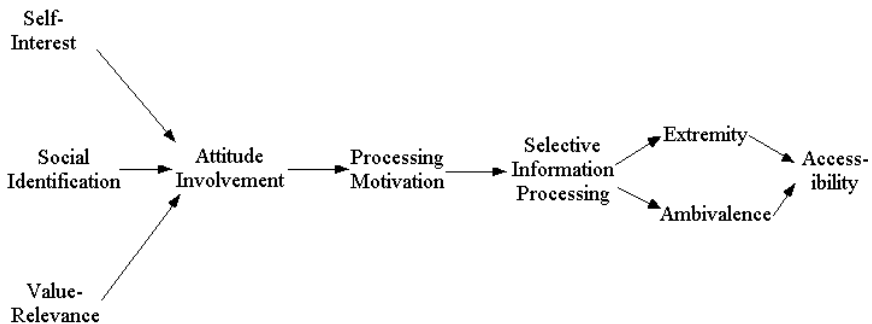 Self-
Interest
Social
Identification
Value-
Relevance
Attitude
Involvement
Processing
Motivation
Selective
Information
Processing
Extremity
Ambivalence
Access-
ibility